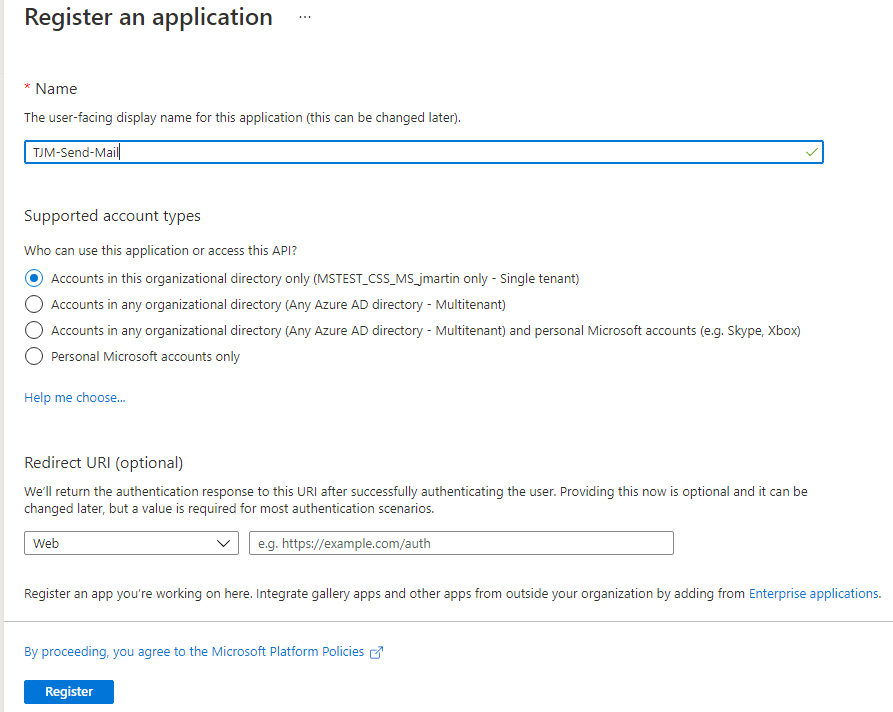 Register an application ...
* Name
The user-facing display name for this application (this can be changed later).
TJM-Send-Mail
Supported account types
Who can use this application or access this API?
Accounts in this organizational directory only (MSTEST_CSS_MS_jmartin only - Single tenant)
Accounts in any organizational directory (Any Azure AD directory - Multitenant)
Accounts in any organizational directory (Any Azure AD directory - Multitenant) and personal Microsoft accounts (e.g. Skype, Xbox)
Personal Microsoft accounts only
Help me choose...
Redirect URI (optional)
We'll return the authentication response to this URI after successfully authenticating the user. Providing this now is optional and it can be
changed later, but a value is required for most authentication scenarios.
Web
e.g. https://example.com/auth
Register an app you're working on here. Integrate gallery apps and other apps from outside your organization by adding from Enterprise applications.
By proceeding, you agree to the Microsoft Platform Policies
Register